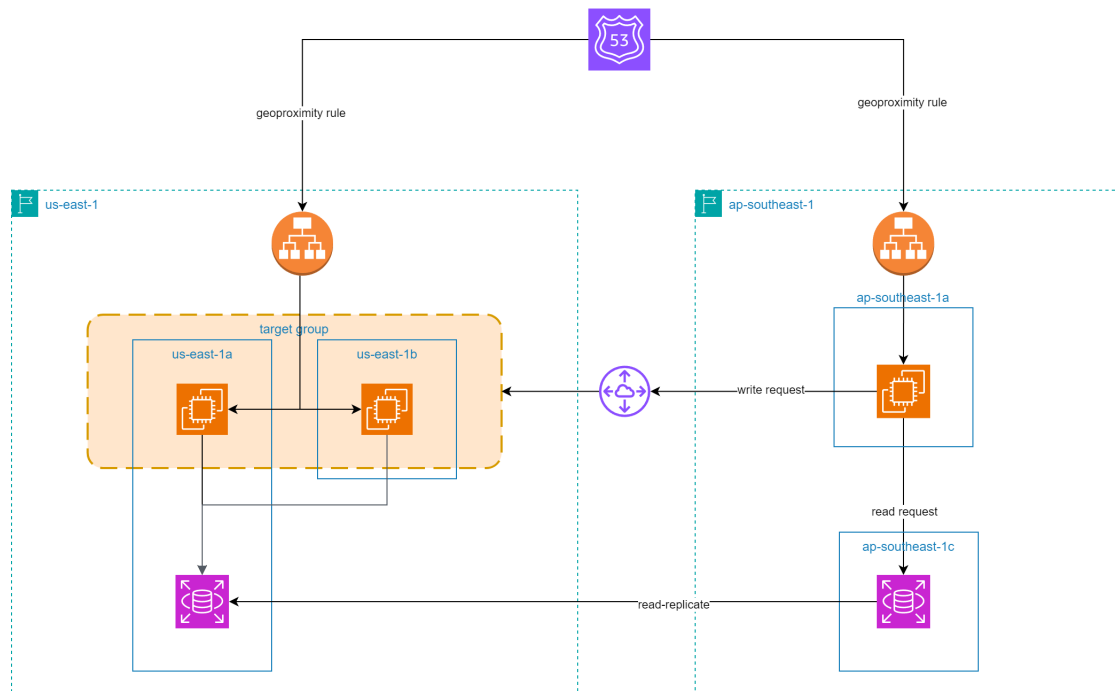 53
geoproximity rule
geoproximity rule
us-east-1
ap-southeast-1
ap-southeast-1a
target group
us-east-1a
us-east-1b
write request
read request
ap-southeast-1c
read-replicate